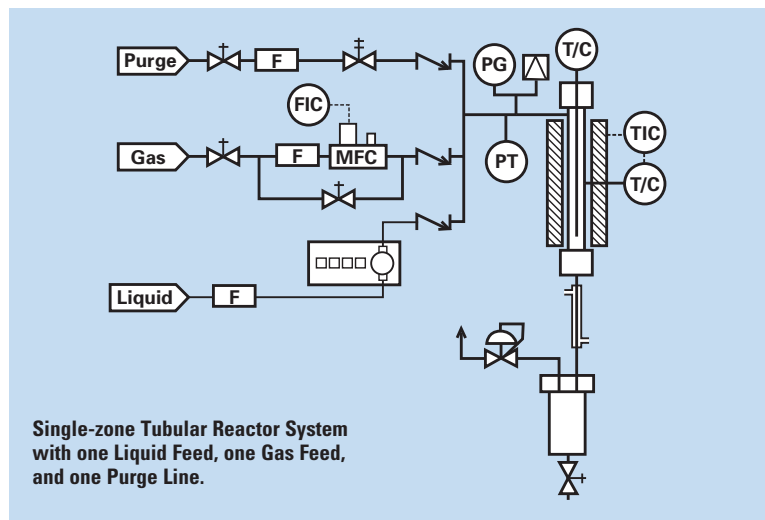 Purge
F
PG
T/C
FIC
Gas
F
MFC
PT
TIC
T/C
Liquid
F
Single-zone Tubular Reactor System
with one Liquid Feed, one Gas Feed,
and one Purge Line.